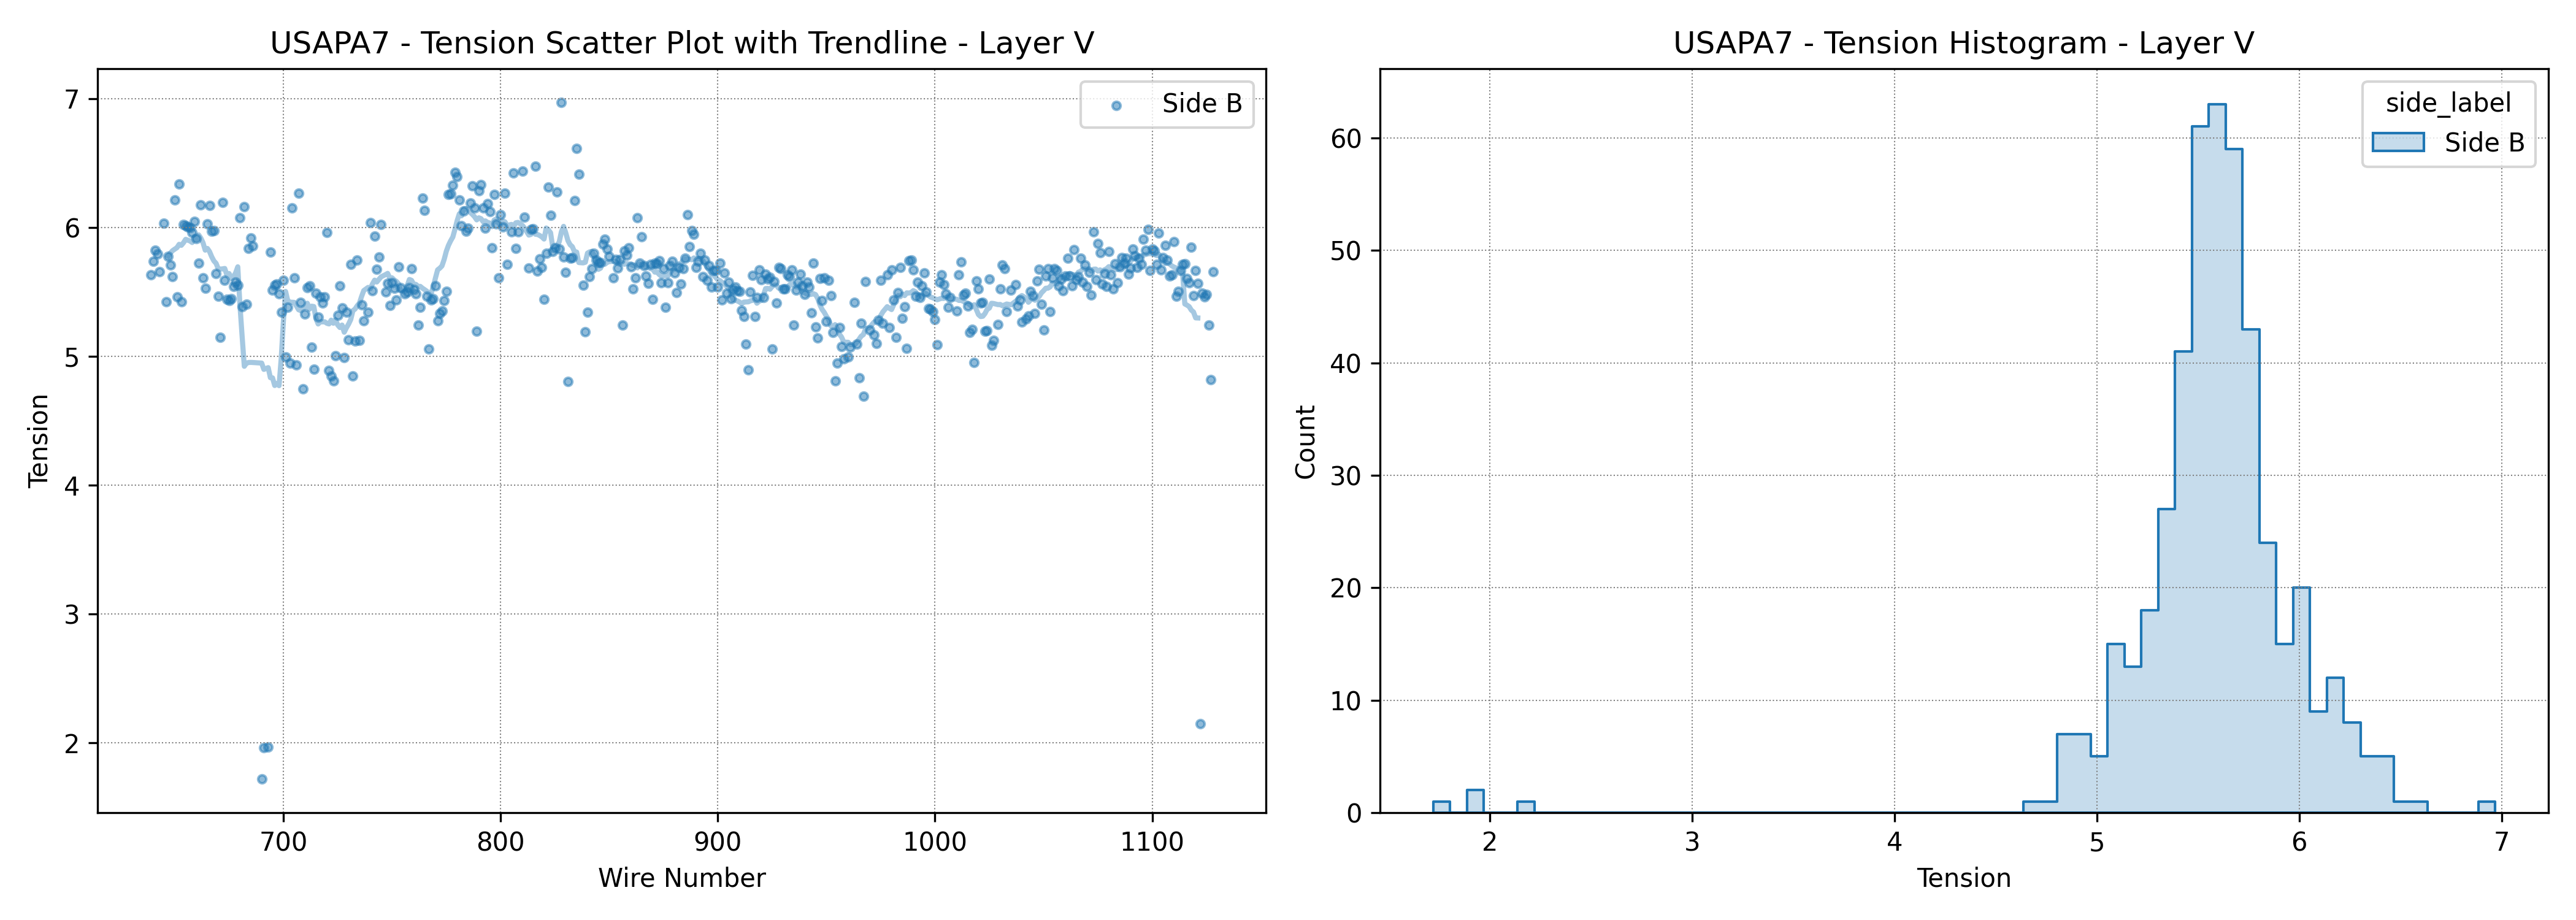 USAPA7 - Tension Scatter Plot with Trendline - Layer V
Side B
7
6
5
4
3
2
Tension
700
800
900
1000
1100
Wire Number
USAPA7 - Tension Histogram - Layer V
side_label
Side B
60
50
40
30
20
10
0
Count
2
3
4
5
6
7
Tension